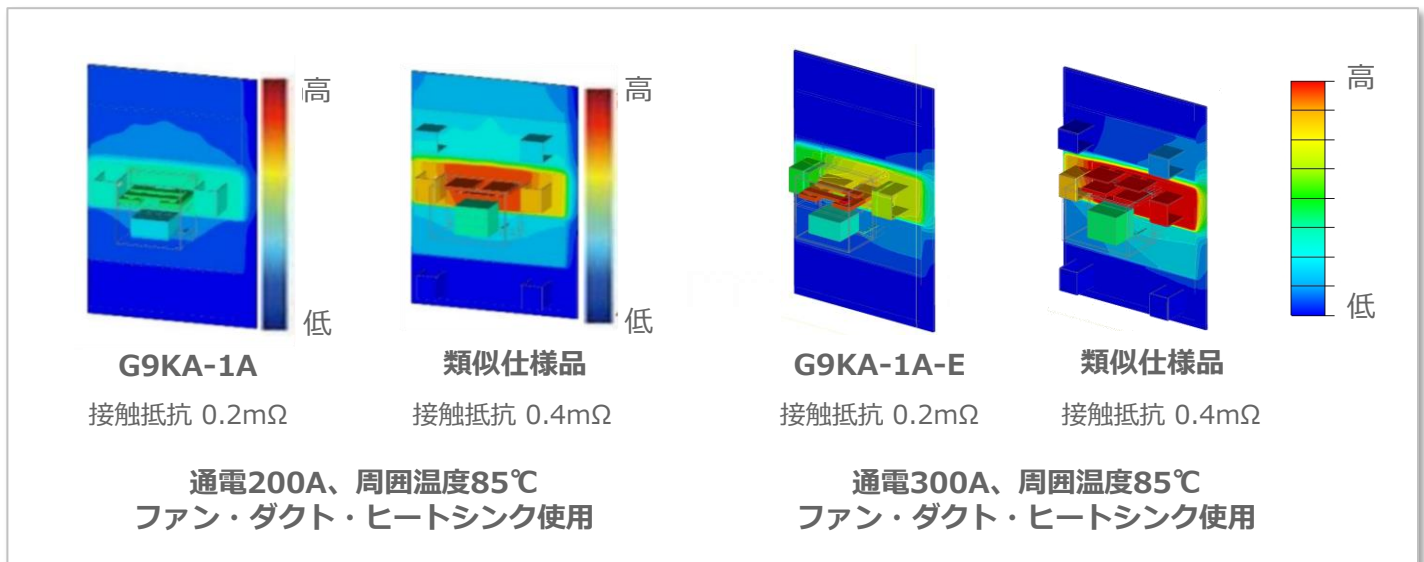 高
低
G9KA-1A
接触抵抗 0.2mΩ
高
低
類似仕様品
接触抵抗 0.4mΩ
通電200A、周囲温度85℃
ファン・ダクト・ヒートシンク使用
G9KA-1A-E
接触抵抗 0.2mΩ
類似仕様品
接触抵抗 0.4mΩ
高
低
通電300A、周囲温度85℃
ファン・ダクト・ヒートシンク使用